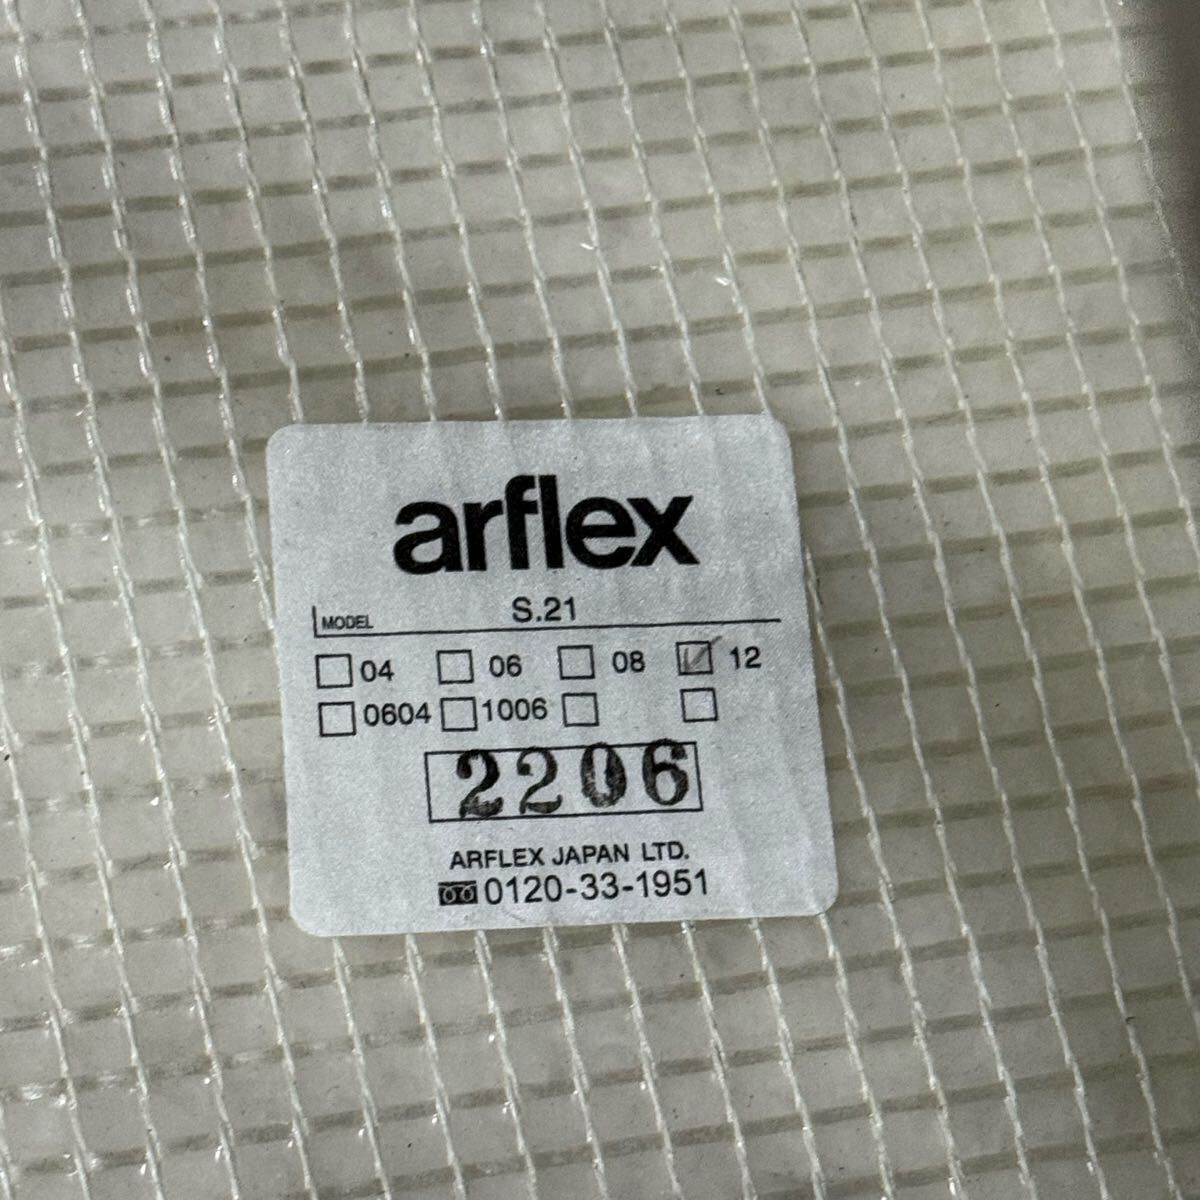 arflex
MODEL S.21
04 06 08 12
0604 1006
2206
ARFLEX JAPAN LTD.
0120-33-1951